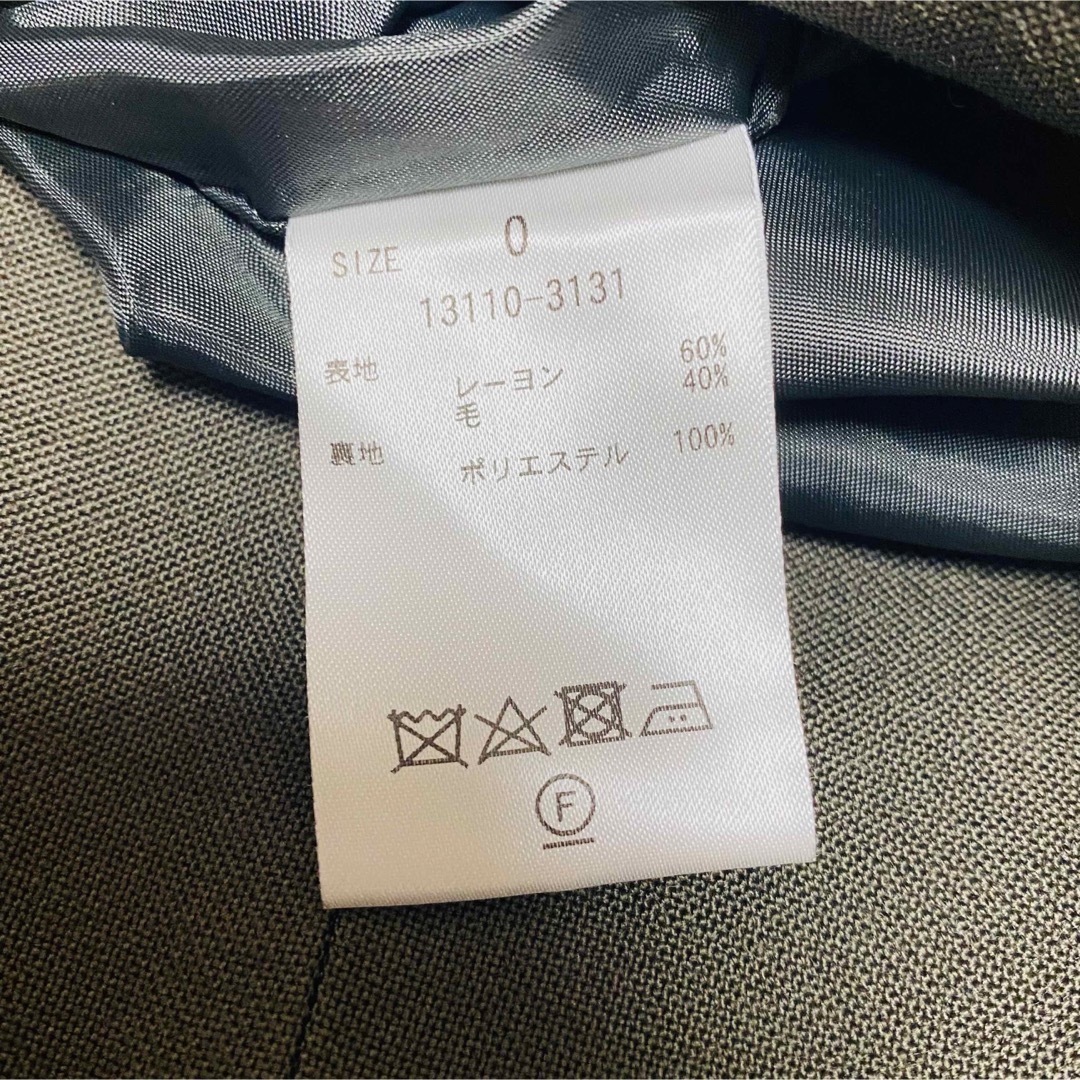 SIZE 0
13110-3131
表地 レーヨン 60%
毛 40%
裏地 ポリエステル 100%
F